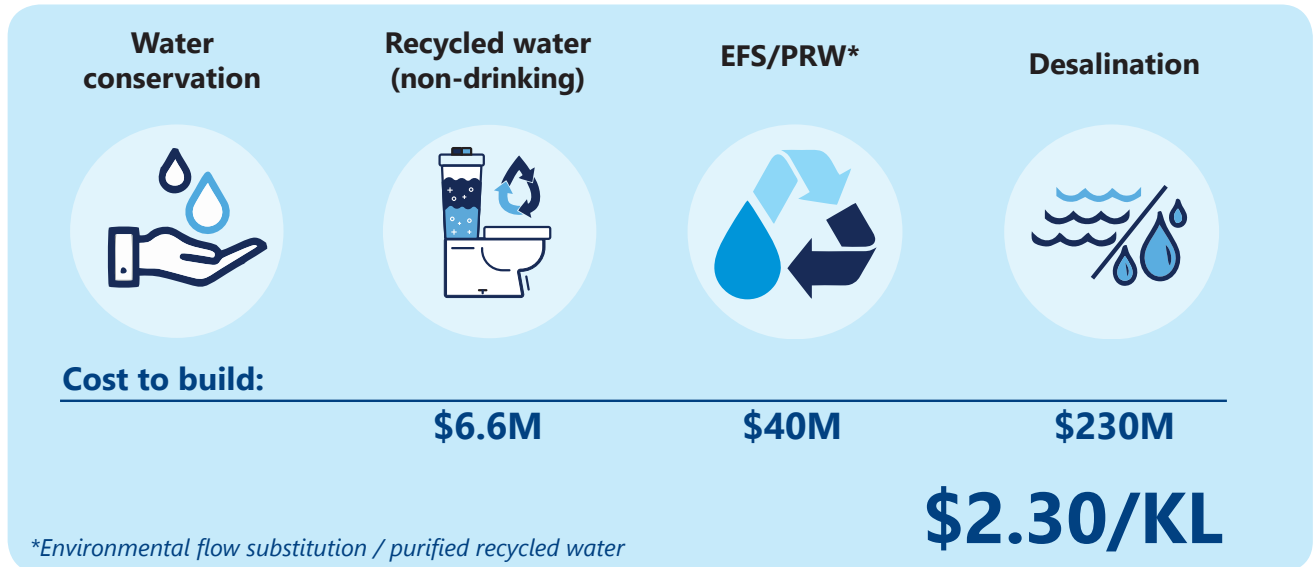 Water
conservation
Recycled water
(non-drinking)
EFS/PRW*
Desalination
Cost to build:
$6.6M
$40M
$230M
$2.30/KL
*Environmental flow substitution / purified recycled water